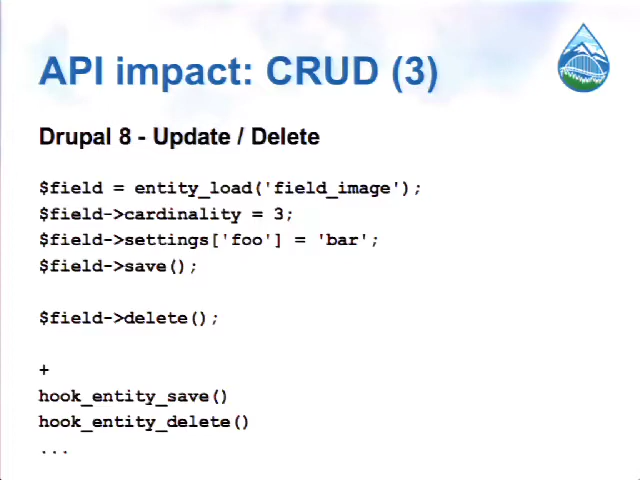 API impact: CRUD (3)
Drupal 8 - Update / Delete
$field = entity_load('field_image');
$field->cardinality = 3;
$field->settings['foo'] = 'bar';
$field->save();
$field->delete();
+
hook_entity_save()
hook_entity_delete()
...